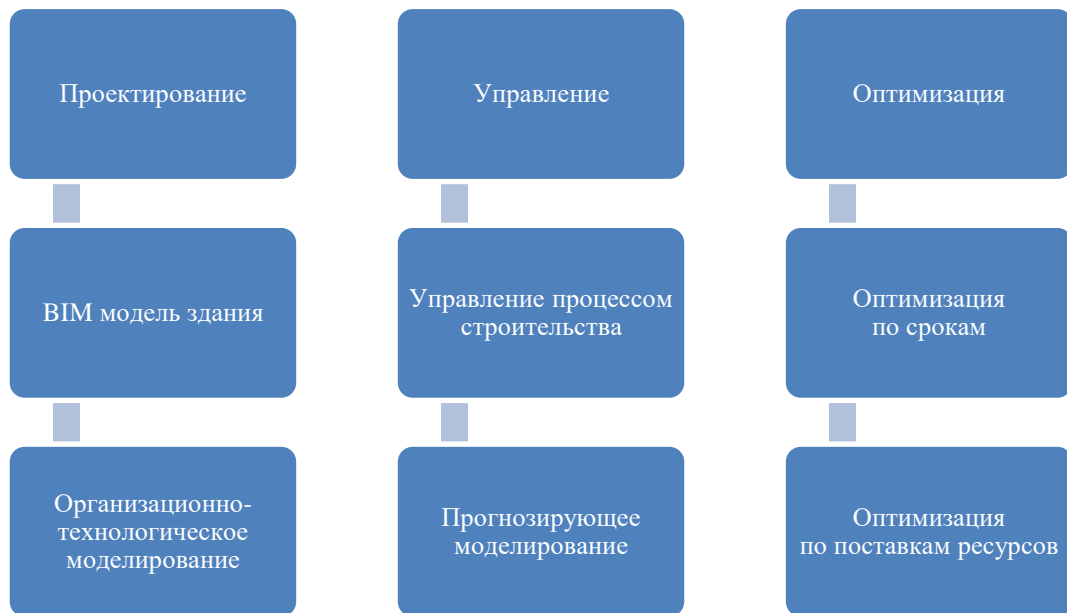 Проектирование
BIM модель здания
Организационно-
технологическое
моделирование
Управление
Управление процессом
строительства
Прогнозирующее
моделирование
Оптимизация
Оптимизация
по срокам
Оптимизация
по поставкам ресурсов